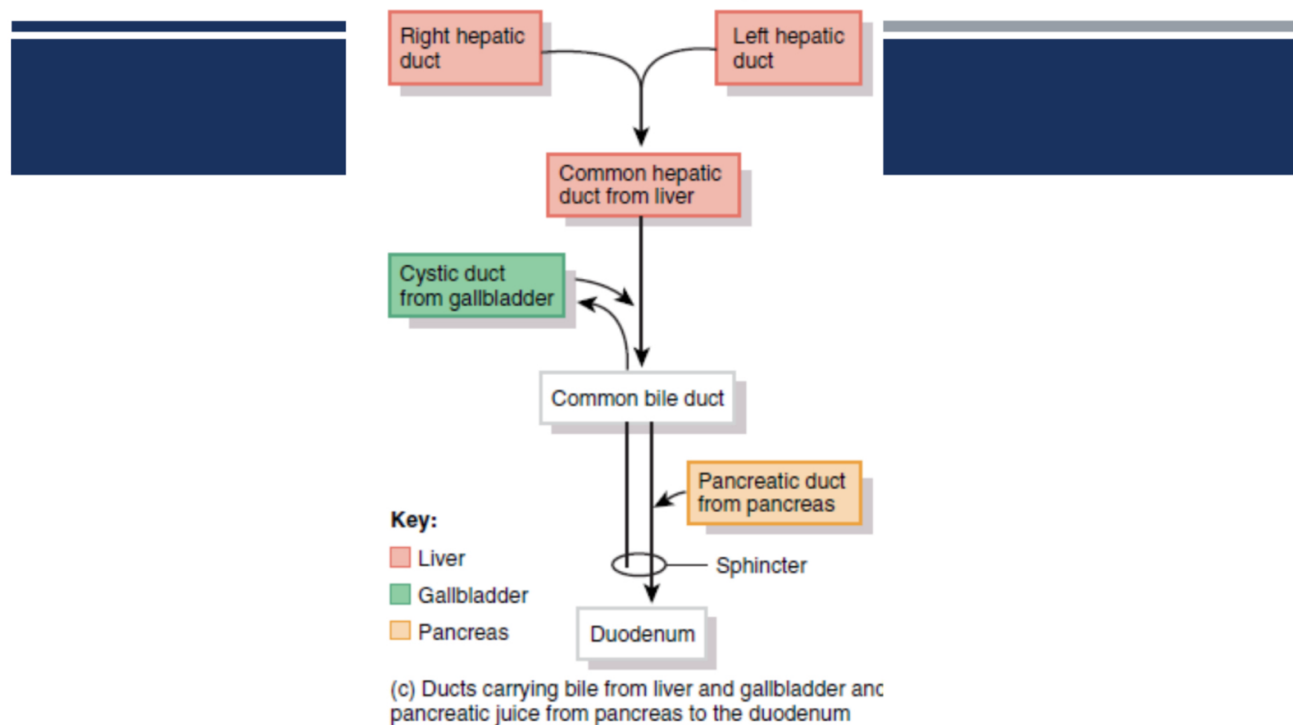 Right hepatic
duct
Left hepatic
duct
Common hepatic
duct from liver
Cystic duct
from gallbladder
Common bile duct
Pancreatic duct
from pancreas
Key:
Liver
Gallbladder
Pancreas
Sphincter
Duodenum
(c) Ducts carrying bile from liver and gallbladder and
pancreatic juice from pancreas to the duodenum